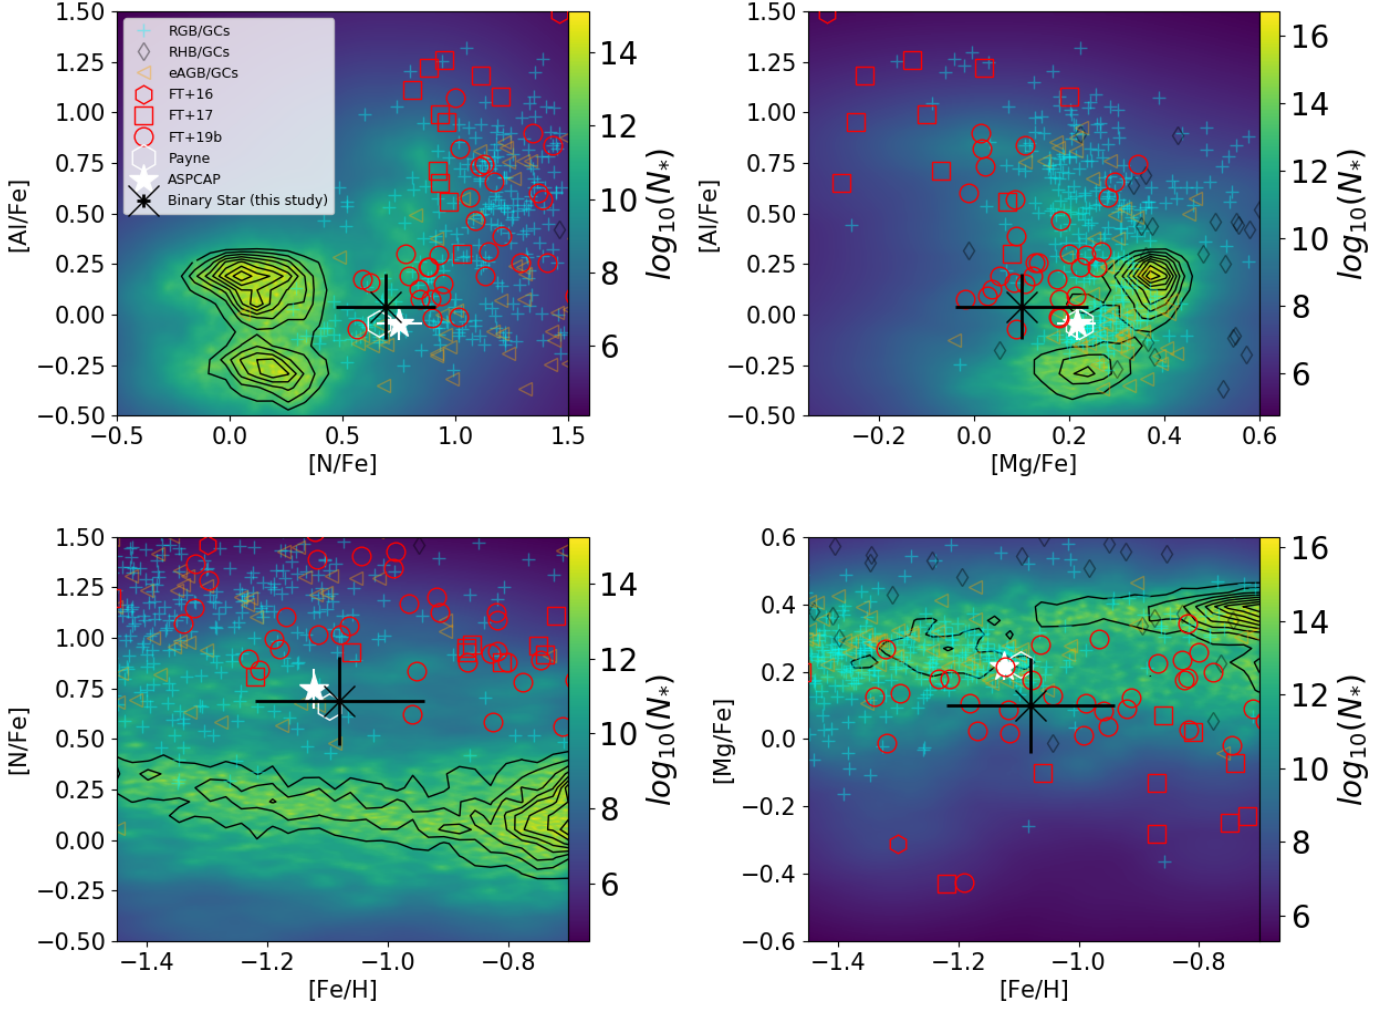 1.50
1.25
1.00
0.75
0.50
0.25
0.00
−0.25
−0.50
[Al/Fe]
RGB/GCs
RHB/GCs
eAGB/GCs
FT+16
FT+17
FT+19b
Payne
ASPCAP
Binary Star (this study)
−0.5 0.0 0.5 1.0 1.5
[N/Fe]
14
12
10
8
6
log10(N*)
1.50
1.25
1.00
0.75
0.50
0.25
0.00
−0.25
−0.50
[Al/Fe]
−0.2 0.0 0.2 0.4 0.6
[Mg/Fe]
16
14
12
10
8
6
log10(N*)
1.50
1.25
1.00
0.75
0.50
0.25
0.00
−0.25
−0.50
[N/Fe]
−1.4 −1.2 −1.0 −0.8
[Fe/H]
14
12
10
8
6
log10(N*)
0.6
0.4
0.2
0.0
−0.2
−0.4
−0.6
[Mg/Fe]
−1.4 −1.2 −1.0 −0.8
[Fe/H]
16
14
12
10
8
6
log10(N*)